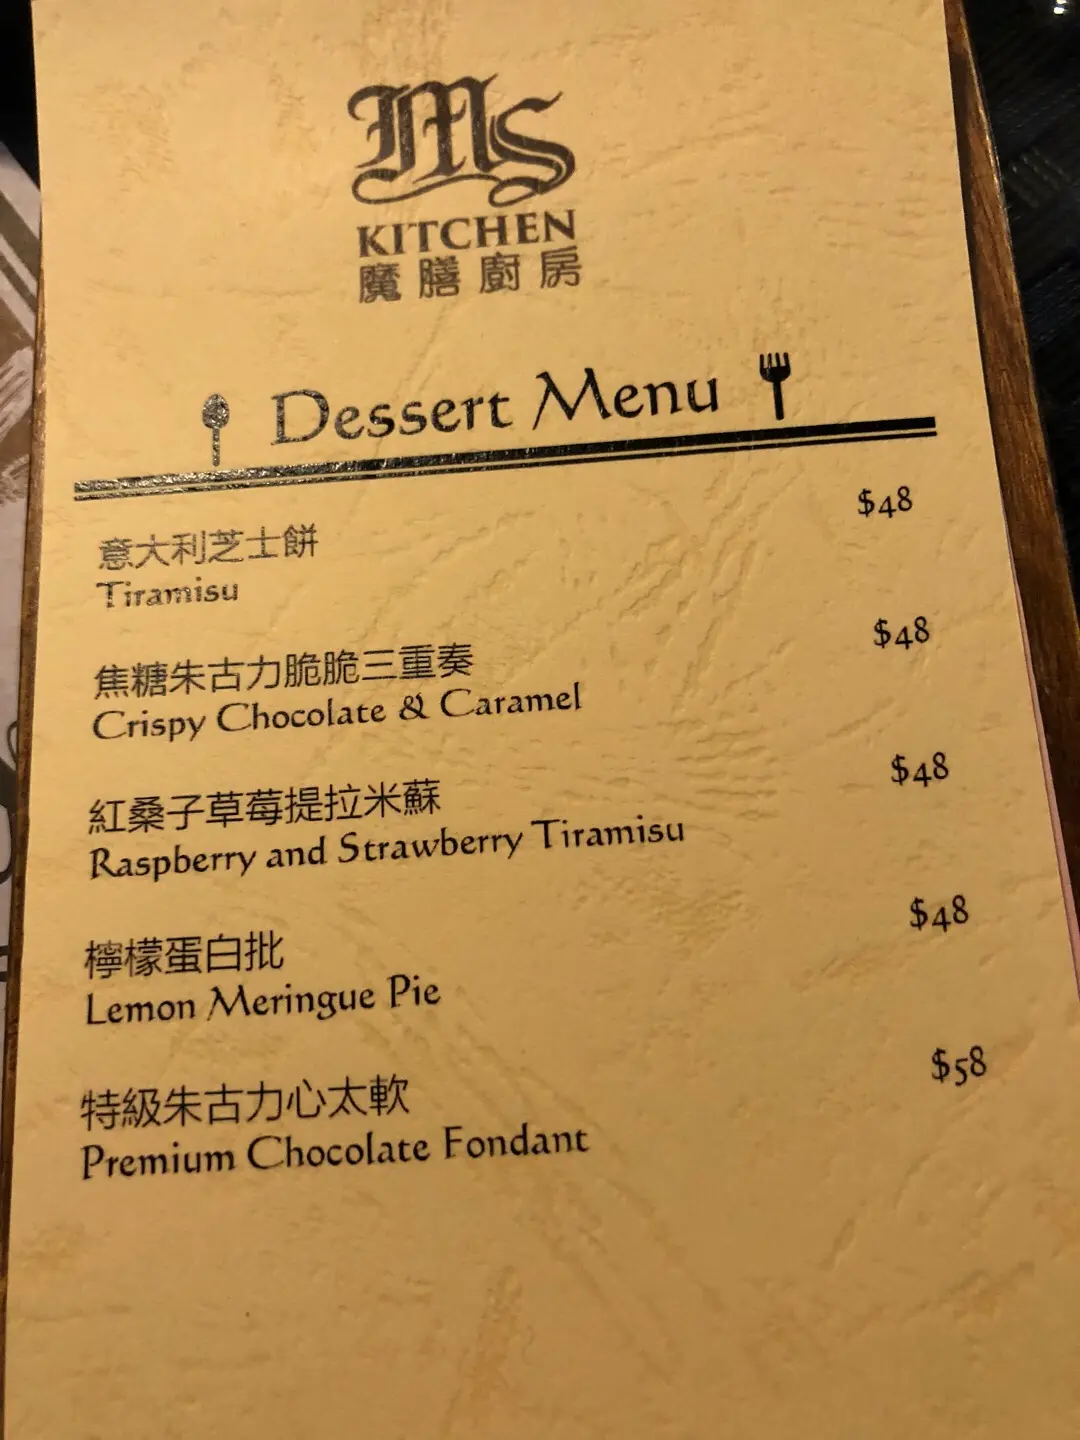 MS
KITCHEN
魔膳廚房
Dessert Menu
意大利芝士餅 $48
Tiramisu
焦糖朱古力脆脆三重奏 $48
Crispy Chocolate & Caramel
紅桑子草莓提拉米蘇 $48
Raspberry and Strawberry Tiramisu
檸檬蛋白批 $48
Lemon Meringue Pie
特級朱古力心太軟 $58
Premium Chocolate Fondant